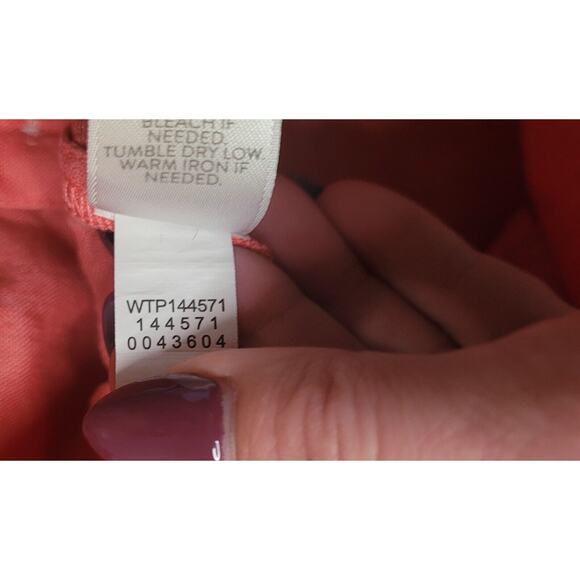 BLEACH IF
NEEDED.
TUMBLE DRY LOW.
WARM IRON IF
NEEDED.
WTP144571
144571
0043604